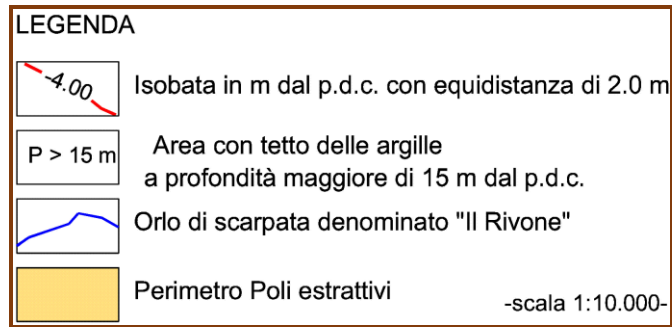 LEGENDA
-4.00
Isobata in m dal p.d.c. con equidistanza di 2.0 m
P > 15 m
Area con tetto delle argille
a profondità maggiore di 15 m dal p.d.c.
Orlo di scarpata denominato "Il Rivone"
Perimetro Poli estrattivi
-scala 1:10.000-